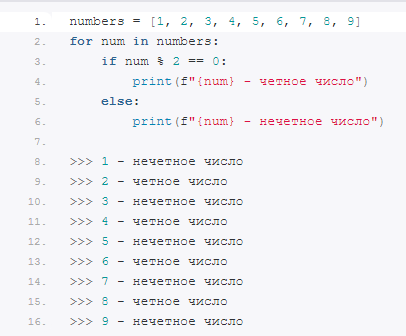 1. numbers = [1, 2, 3, 4, 5, 6, 7, 8, 9]
2. for num in numbers:
3.     if num % 2 == 0:
4.         print(f"{num} - четное число")
5.     else:
6.         print(f"{num} - нечетное число")
7.
8. >>> 1 - нечетное число
9. >>> 2 - четное число
10. >>> 3 - нечетное число
11. >>> 4 - четное число
12. >>> 5 - нечетное число
13. >>> 6 - четное число
14. >>> 7 - нечетное число
15. >>> 8 - четное число
16. >>> 9 - нечетное число